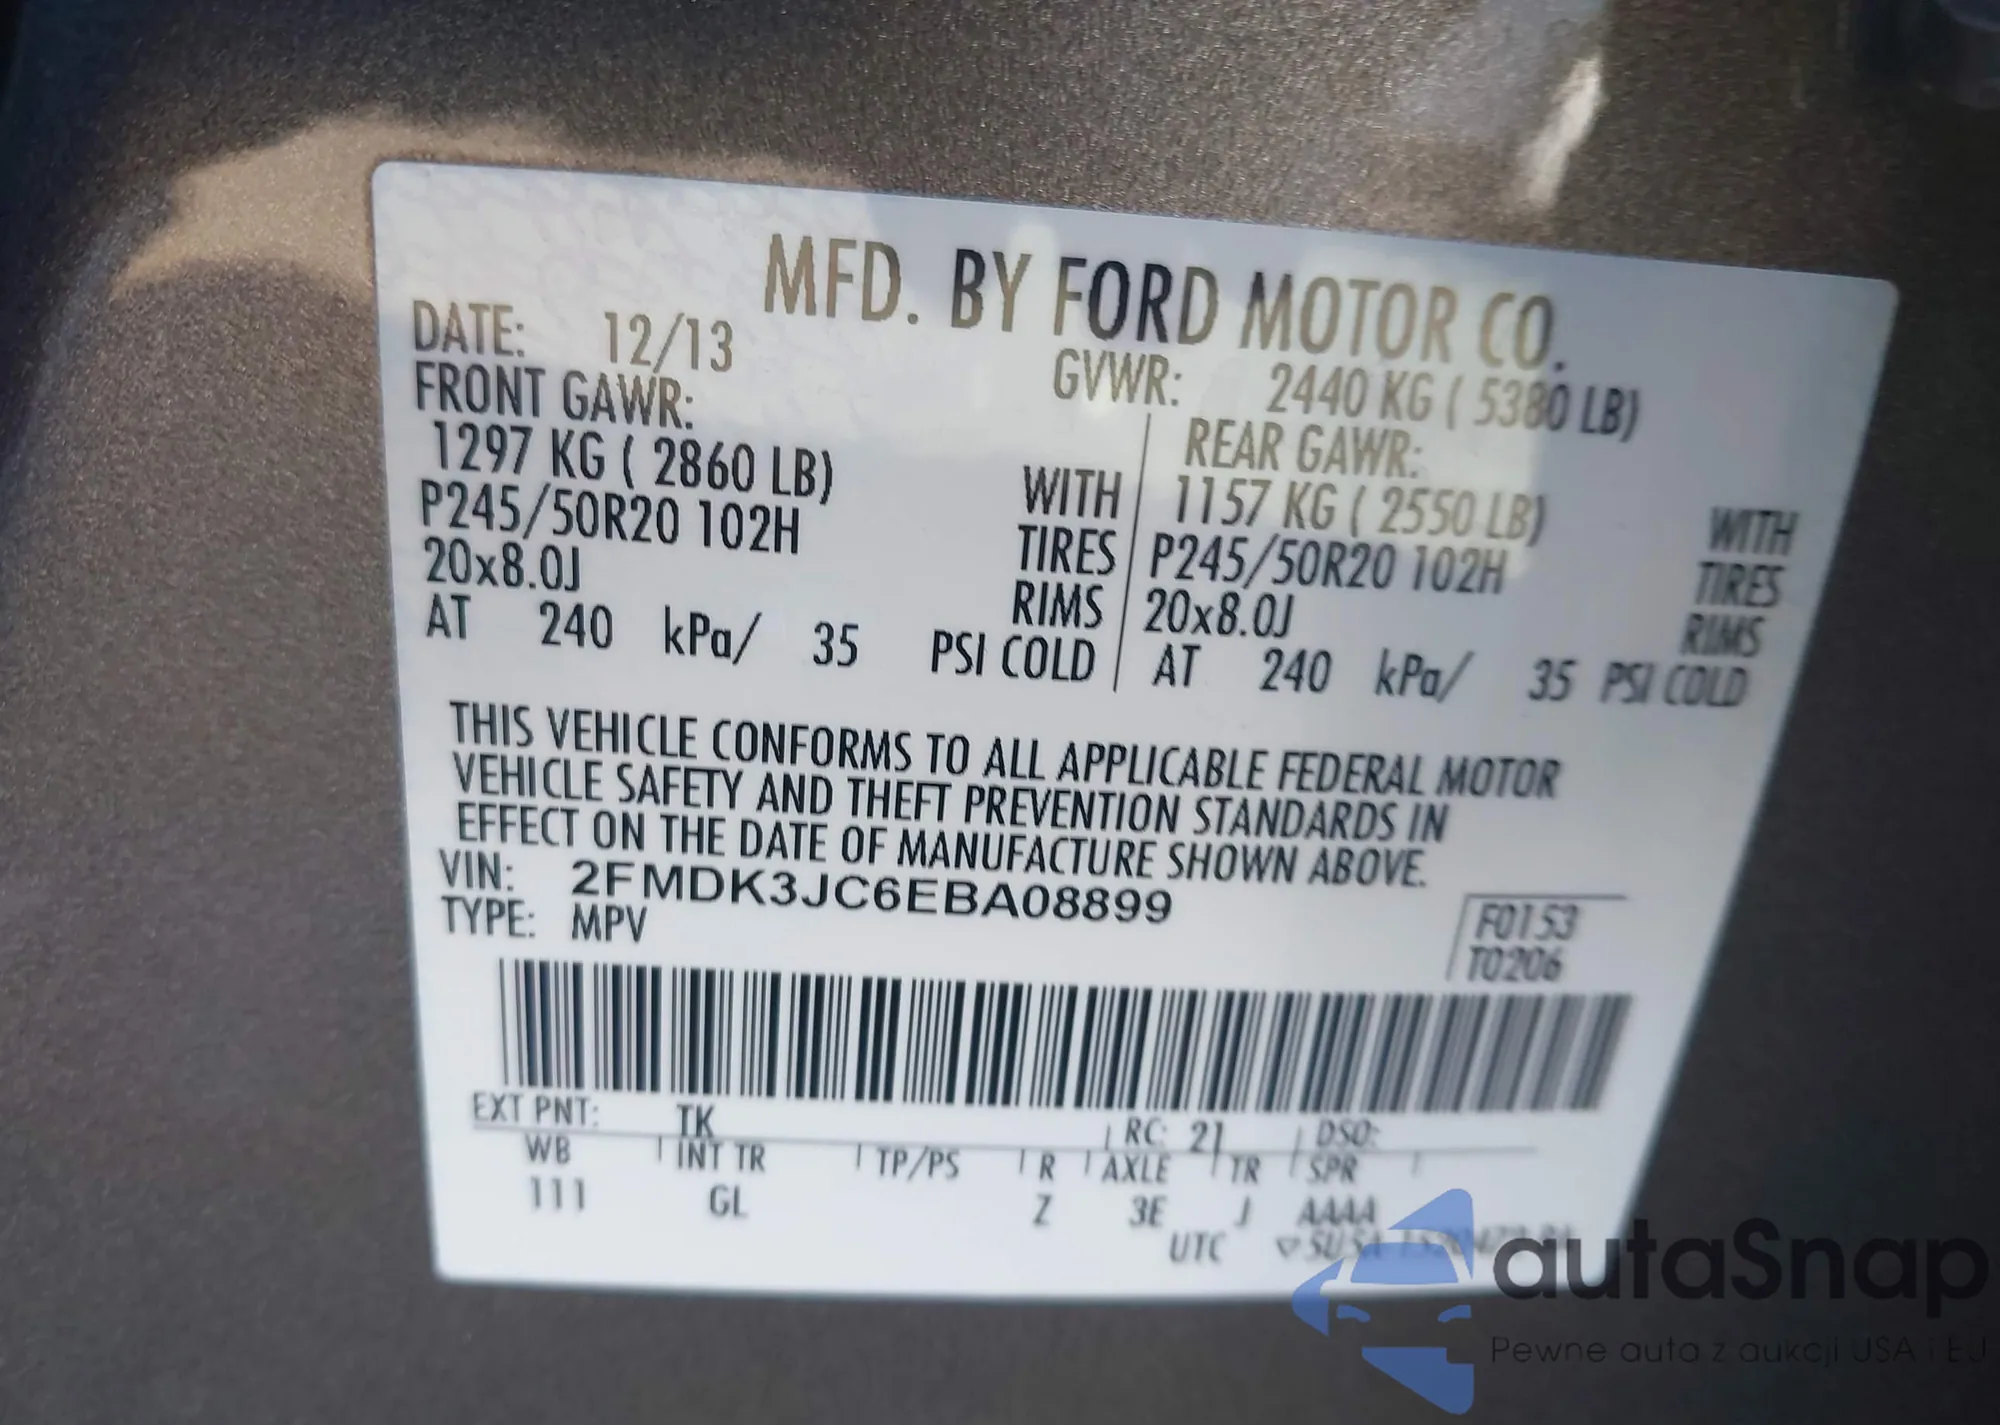 MFD. BY FORD MOTOR CO.
DATE: 12/13 GVWR: 2440 KG ( 5380 LB)
FRONT GAWR: REAR GAWR:
1297 KG ( 2860 LB) WITH 1157 KG ( 2550 LB) WITH
P245/50R20 102H TIRES P245/50R20 102H TIRES
20x8.0J RIMS 20x8.0J RIMS
AT 240 kPa/ 35 PSI COLD AT 240 kPa/ 35 PSI COLD
THIS VEHICLE CONFORMS TO ALL APPLICABLE FEDERAL MOTOR
VEHICLE SAFETY AND THEFT PREVENTION STANDARDS IN
EFFECT ON THE DATE OF MANUFACTURE SHOWN ABOVE.
VIN: 2FMDK3JC6EBA08899
TYPE: MPV
F0153
T0206
EXT PNT: TK RC: 21 DSO:
WB INT TR TP/PS R AXLE TR SPR
111 GL Z 3E J AAAA
UTC
autaSnap
Pewne auta z aukcji USA i EU